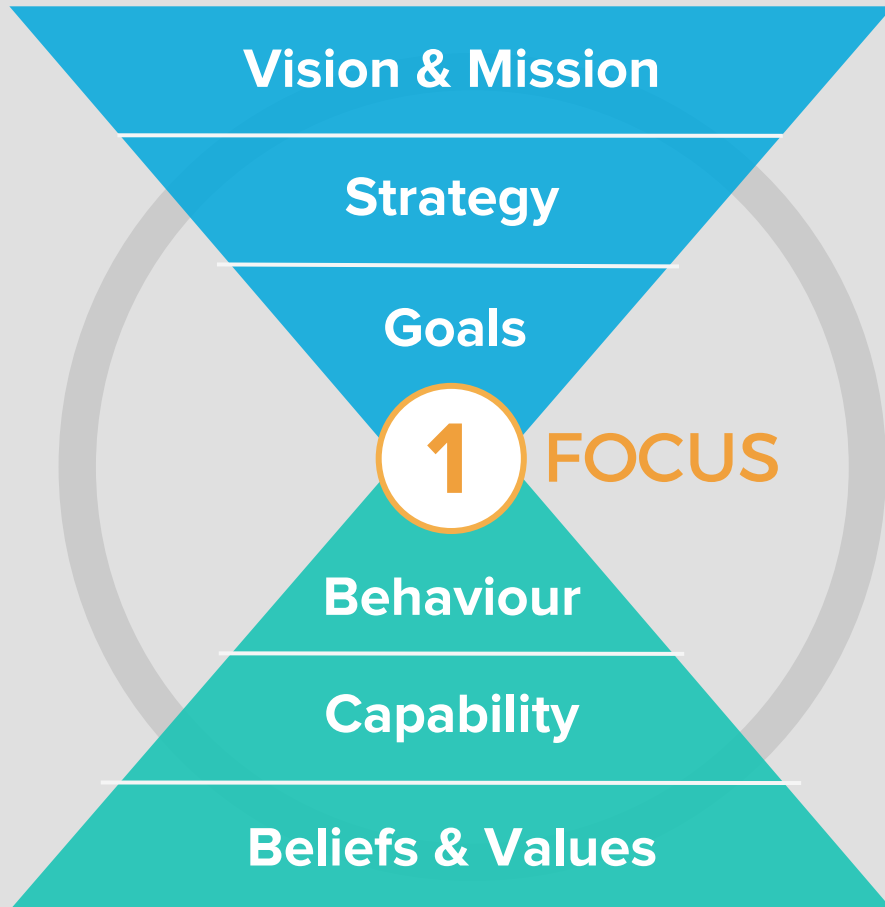 Vision & Mission
Strategy
Goals
1 FOCUS
Behaviour
Capability
Beliefs & Values